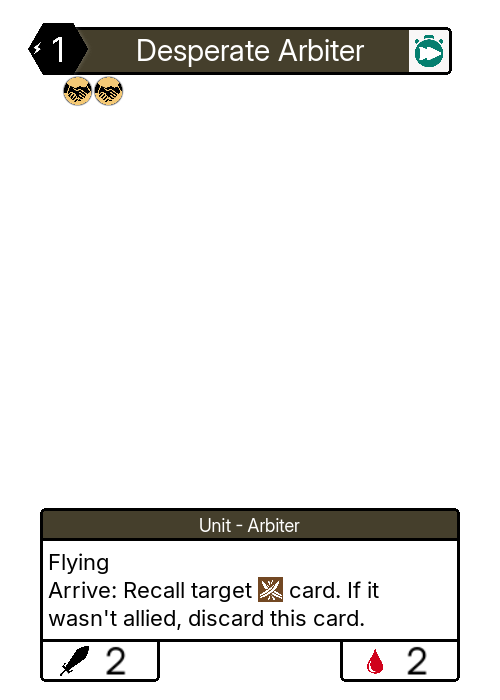 1
Desperate Arbiter
Unit - Arbiter
Flying
Arrive: Recall target card. If it
wasn't allied, discard this card.
2
2